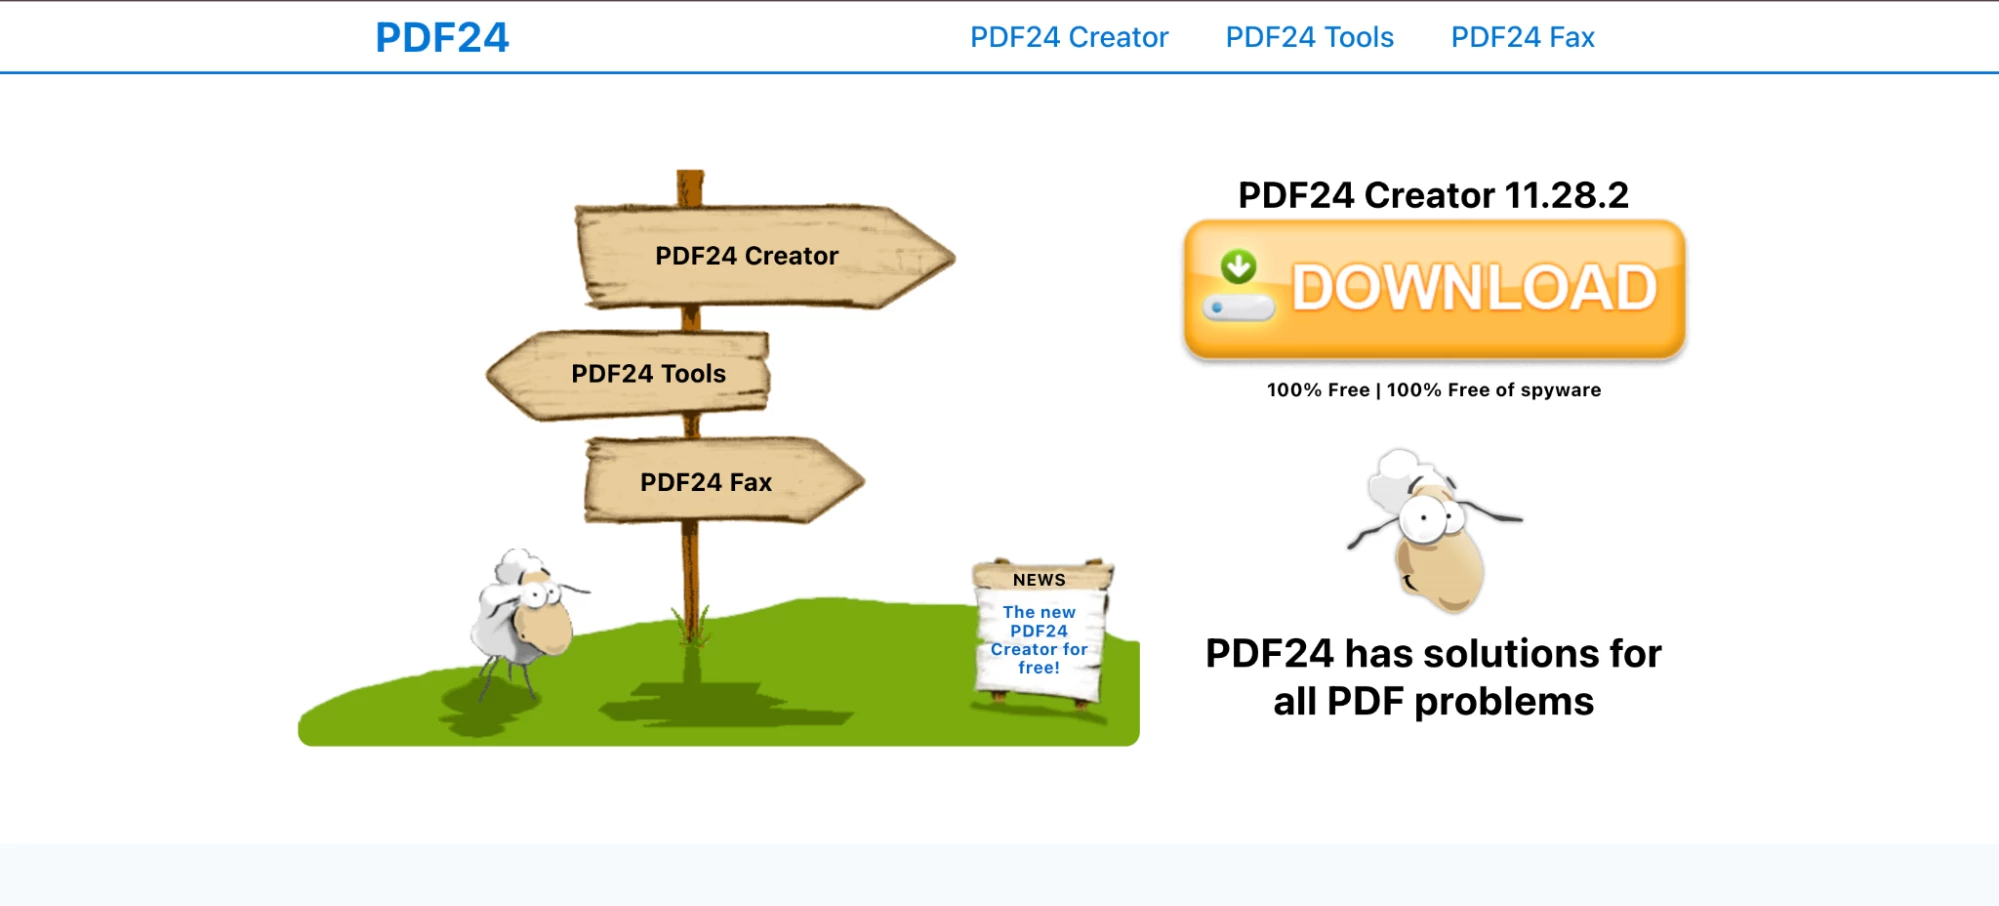 PDF24
PDF24 Creator
PDF24 Tools
PDF24 Fax
PDF24 Creator
PDF24 Tools
PDF24 Fax
NEWS
The new
PDF24
Creator for
free!
PDF24 Creator 11.28.2
DOWNLOAD
100% Free | 100% Free of spyware
PDF24 has solutions for
all PDF problems